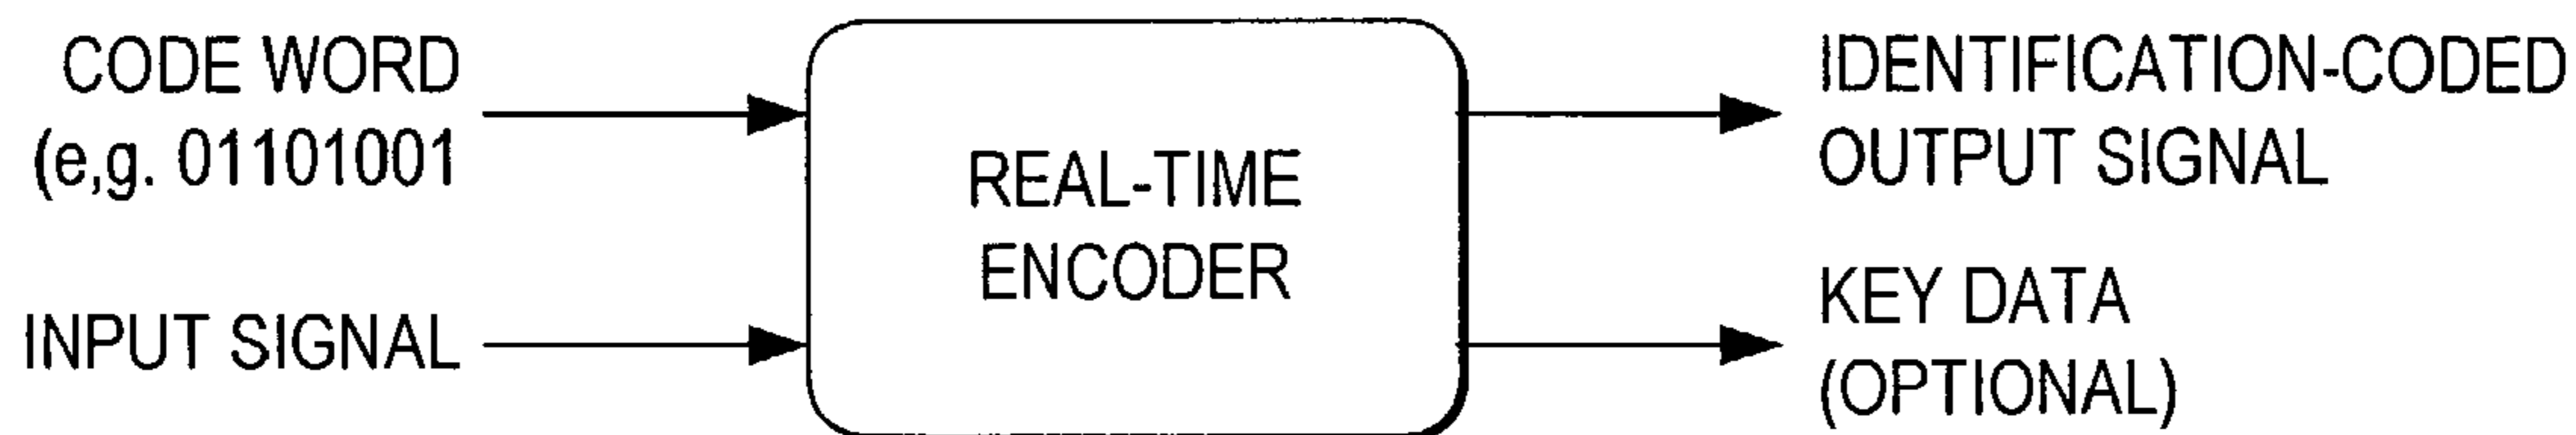 CODE WORD
(e,g. 01101001
INPUT SIGNAL
REAL-TIME
ENCODER
IDENTIFICATION-CODED
OUTPUT SIGNAL
KEY DATA
(OPTIONAL)